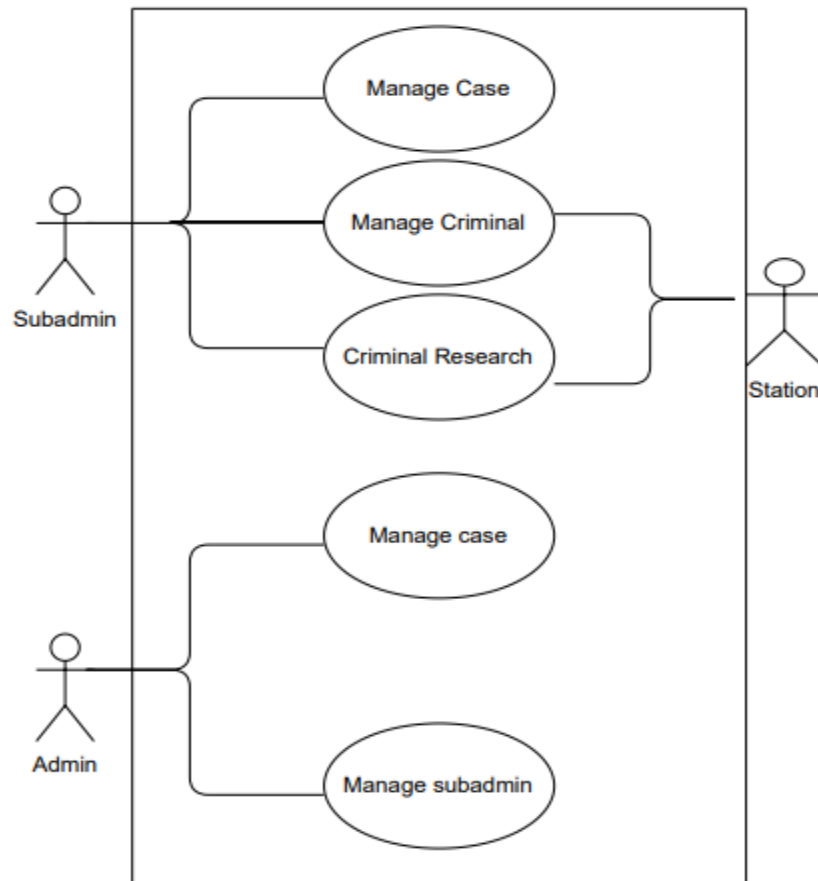 Manage Case
Manage Criminal
Subadmin
Criminal Research
Station
Manage case
Admin
Manage subadmin